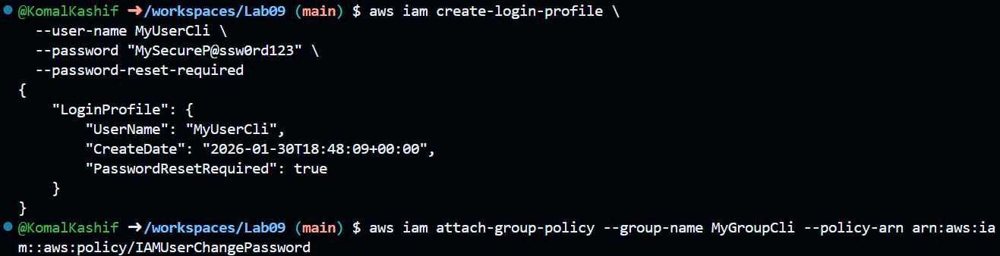 @KomalKashif ➜/workspaces/Lab09 (main) $ aws iam create-login-profile \
  --user-name MyUserCli \
  --password "MySecureP@ssw0rd123" \
  --password-reset-required
{
    "LoginProfile": {
        "UserName": "MyUserCli",
        "CreateDate": "2026-01-30T18:48:09+00:00",
        "PasswordResetRequired": true
    }
}
@KomalKashif ➜/workspaces/Lab09 (main) $ aws iam attach-group-policy --group-name MyGroupCli --policy-arn arn:aws:ia
m::aws:policy/IAMUserChangePassword